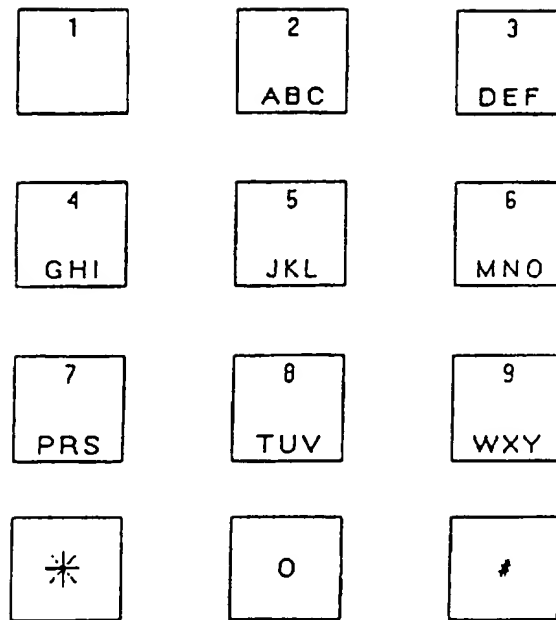 1 2 3
ABC DEF
4 5 6
GHI JKL MNO
7 8 9
PRS TUV WXY
* 0 #